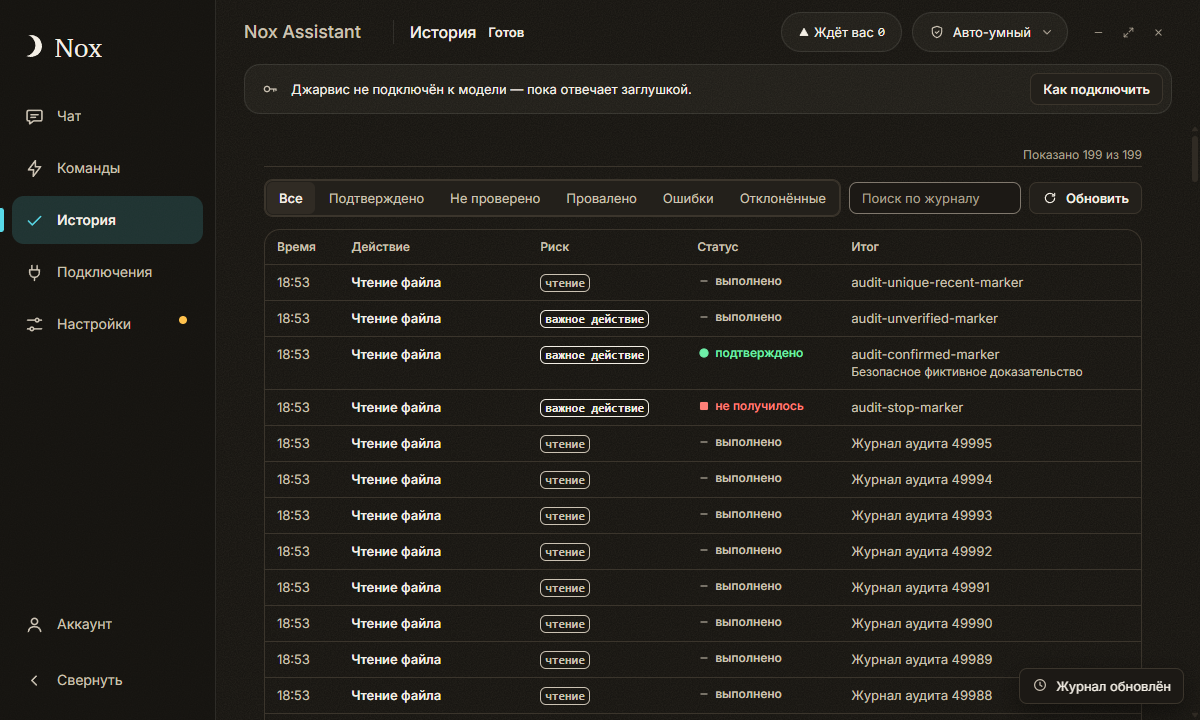 Nox
Чат
Команды
История
Подключения
Настройки
Аккаунт
Свернуть
Nox Assistant
История Готов
Ждёт вас 0
Авто-умный
Джарвис не подключён к модели — пока отвечает заглушкой.
Как подключить
Показано 199 из 199
Все Подтверждено Не проверено Провалено Ошибки Отклонённые
Поиск по журналу
Обновить
Время Действие Риск Статус Итог
18:53 Чтение файла чтение – выполнено audit-unique-recent-marker
18:53 Чтение файла важное действие – выполнено audit-unverified-marker
18:53 Чтение файла важное действие подтверждено audit-confirmed-marker
Безопасное фиктивное доказательство
18:53 Чтение файла важное действие не получилось audit-stop-marker
18:53 Чтение файла чтение – выполнено Журнал аудита 49995
18:53 Чтение файла чтение – выполнено Журнал аудита 49994
18:53 Чтение файла чтение – выполнено Журнал аудита 49993
18:53 Чтение файла чтение – выполнено Журнал аудита 49992
18:53 Чтение файла чтение – выполнено Журнал аудита 49991
18:53 Чтение файла чтение – выполнено Журнал аудита 49990
18:53 Чтение файла чтение – выполнено Журнал аудита 49989
18:53 Чтение файла чтение – выполнено Журнал аудита 49988
Журнал обновлён